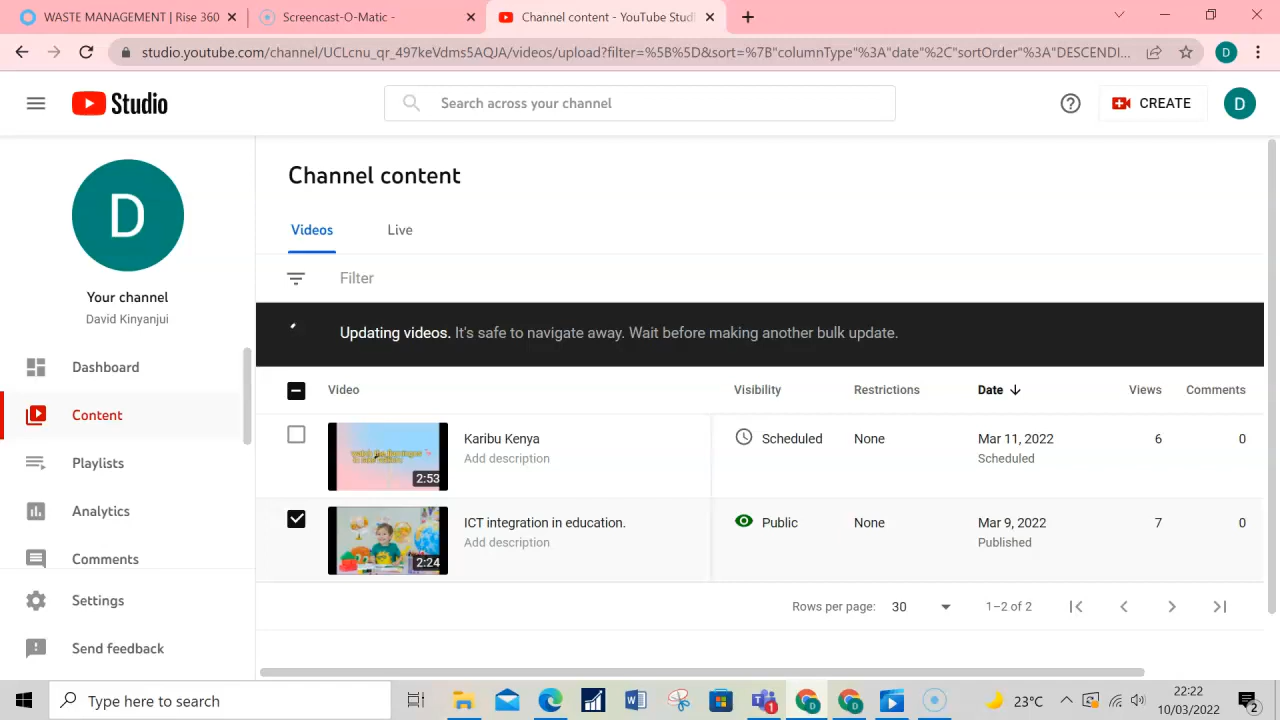 WASTE MANAGEMENT | Rise 360
Screencast-O-Matic -
Channel content - YouTube Studi
studio.youtube.com/channel/UCLcnu_qr_497keVdms5AQJA/videos/upload?filter=%5B%5D&sort=%7B"columnType"%3A"date"%2C"sortOrder"%3A"DESCENDI...
D
Studio
Search across your channel
CREATE
D
D
Your channel
David Kinyanjui
Dashboard
Content
Playlists
Analytics
Comments
Settings
Send feedback
Channel content
Videos Live
Filter
Updating videos. It's safe to navigate away. Wait before making another bulk update.
Video Visibility Restrictions Date Views Comments
2:53
Karibu Kenya Scheduled None Mar 11, 2022 6 0
Add description Scheduled
2:24
ICT integration in education. Public None Mar 9, 2022 7 0
Add description Published
Rows per page: 30 1–2 of 2
Type here to search
1
D
D
23°C
22:22
10/03/2022
2